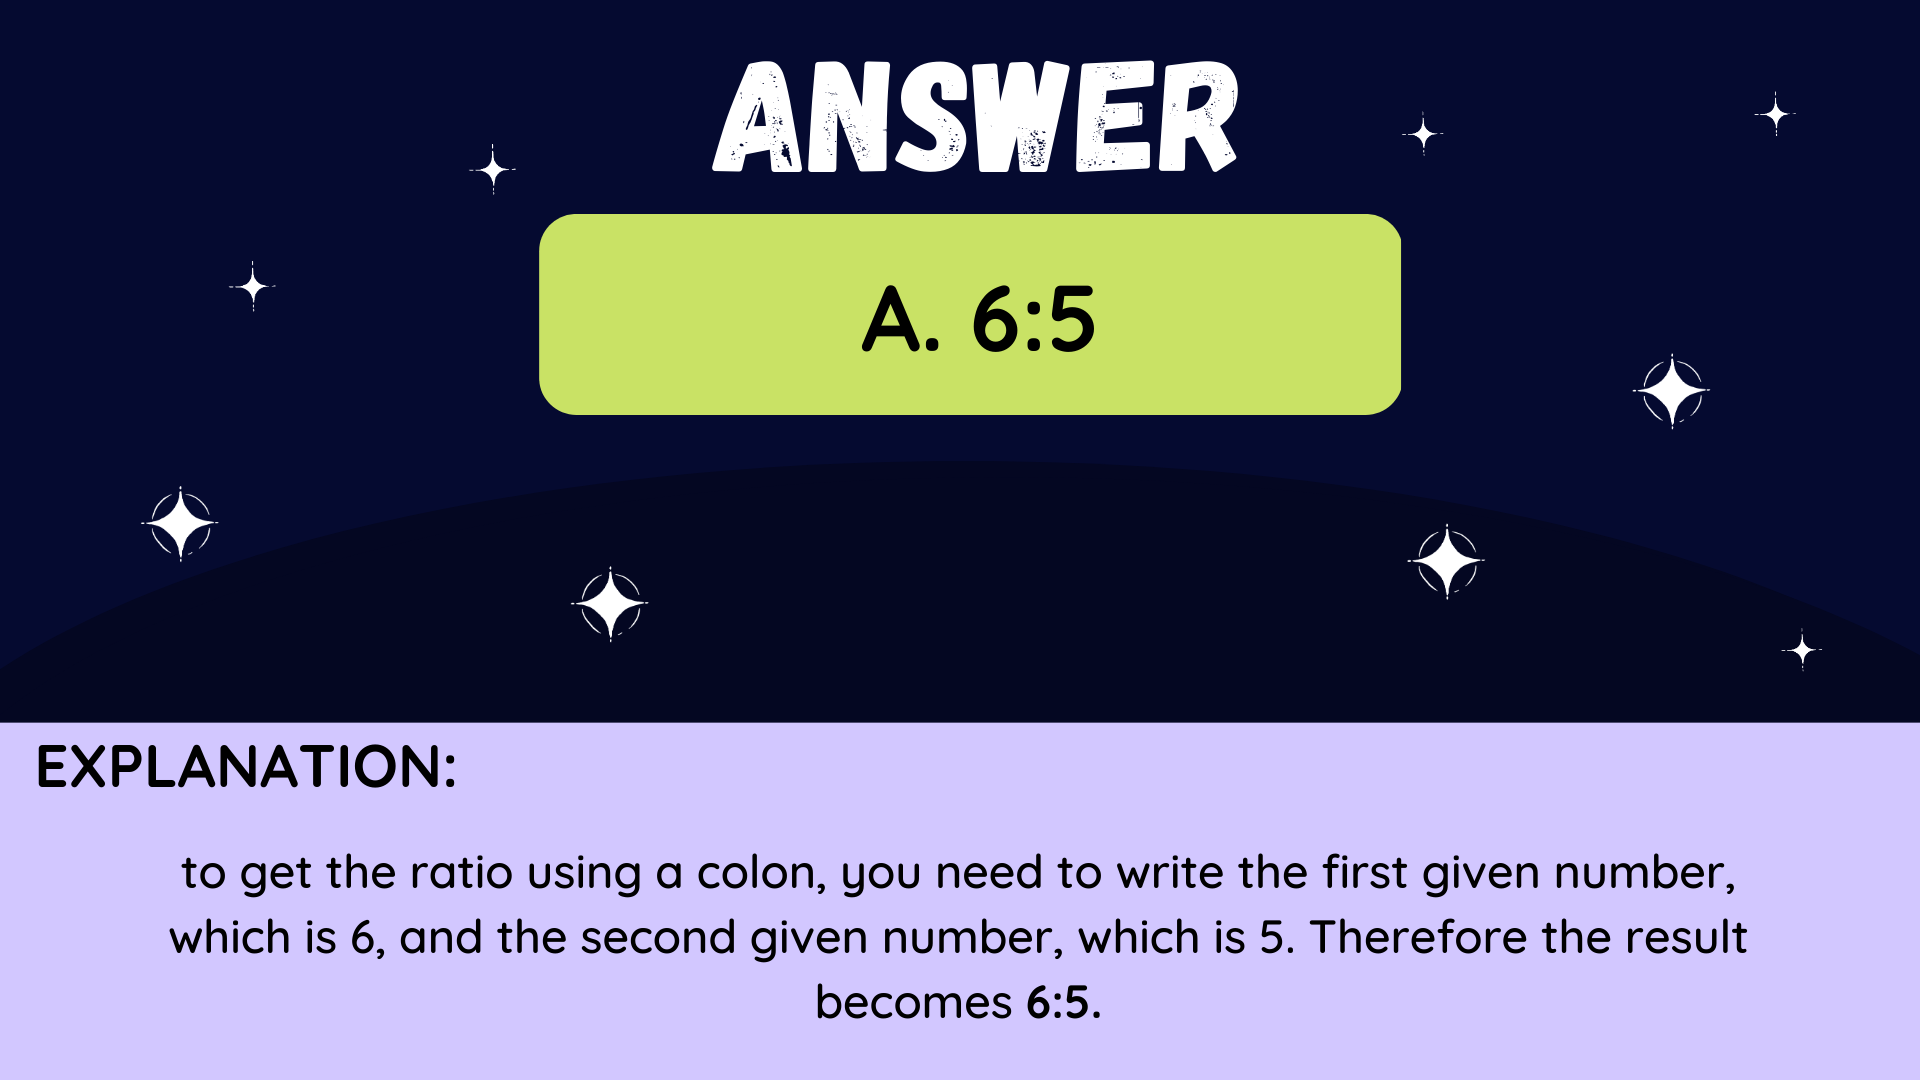 ANSWER
A. 6:5
EXPLANATION:
to get the ratio using a colon, you need to write the first given number,
which is 6, and the second given number, which is 5. Therefore the result
becomes 6:5.